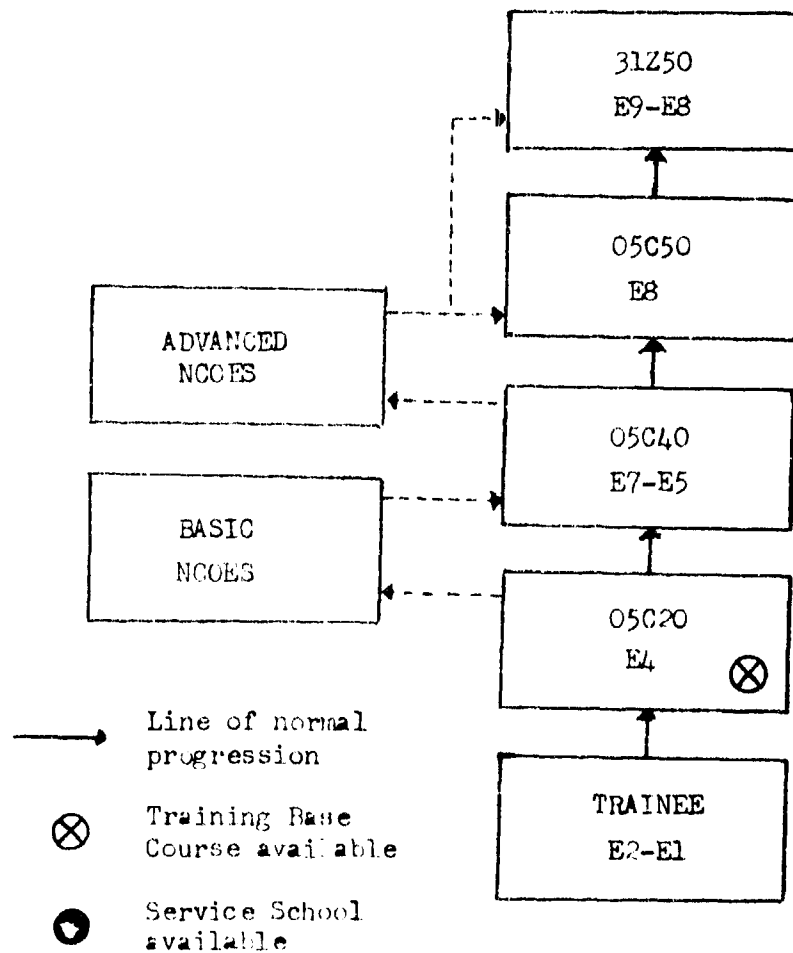 31Z50
E9-E8
05C50
E8
ADVANCED
NCOES
05C40
E7-E5
BASIC
NCOES
05C20
E4
TRAINEE
E2-E1
Line of normal
progression
Training Base
Course available
Service School
available